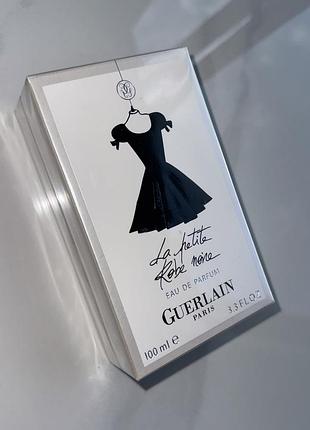 La petite
Robe noire
EAU DE PARFUM
GUERLAIN
PARIS
100 ml e 3.3 FL.OZ